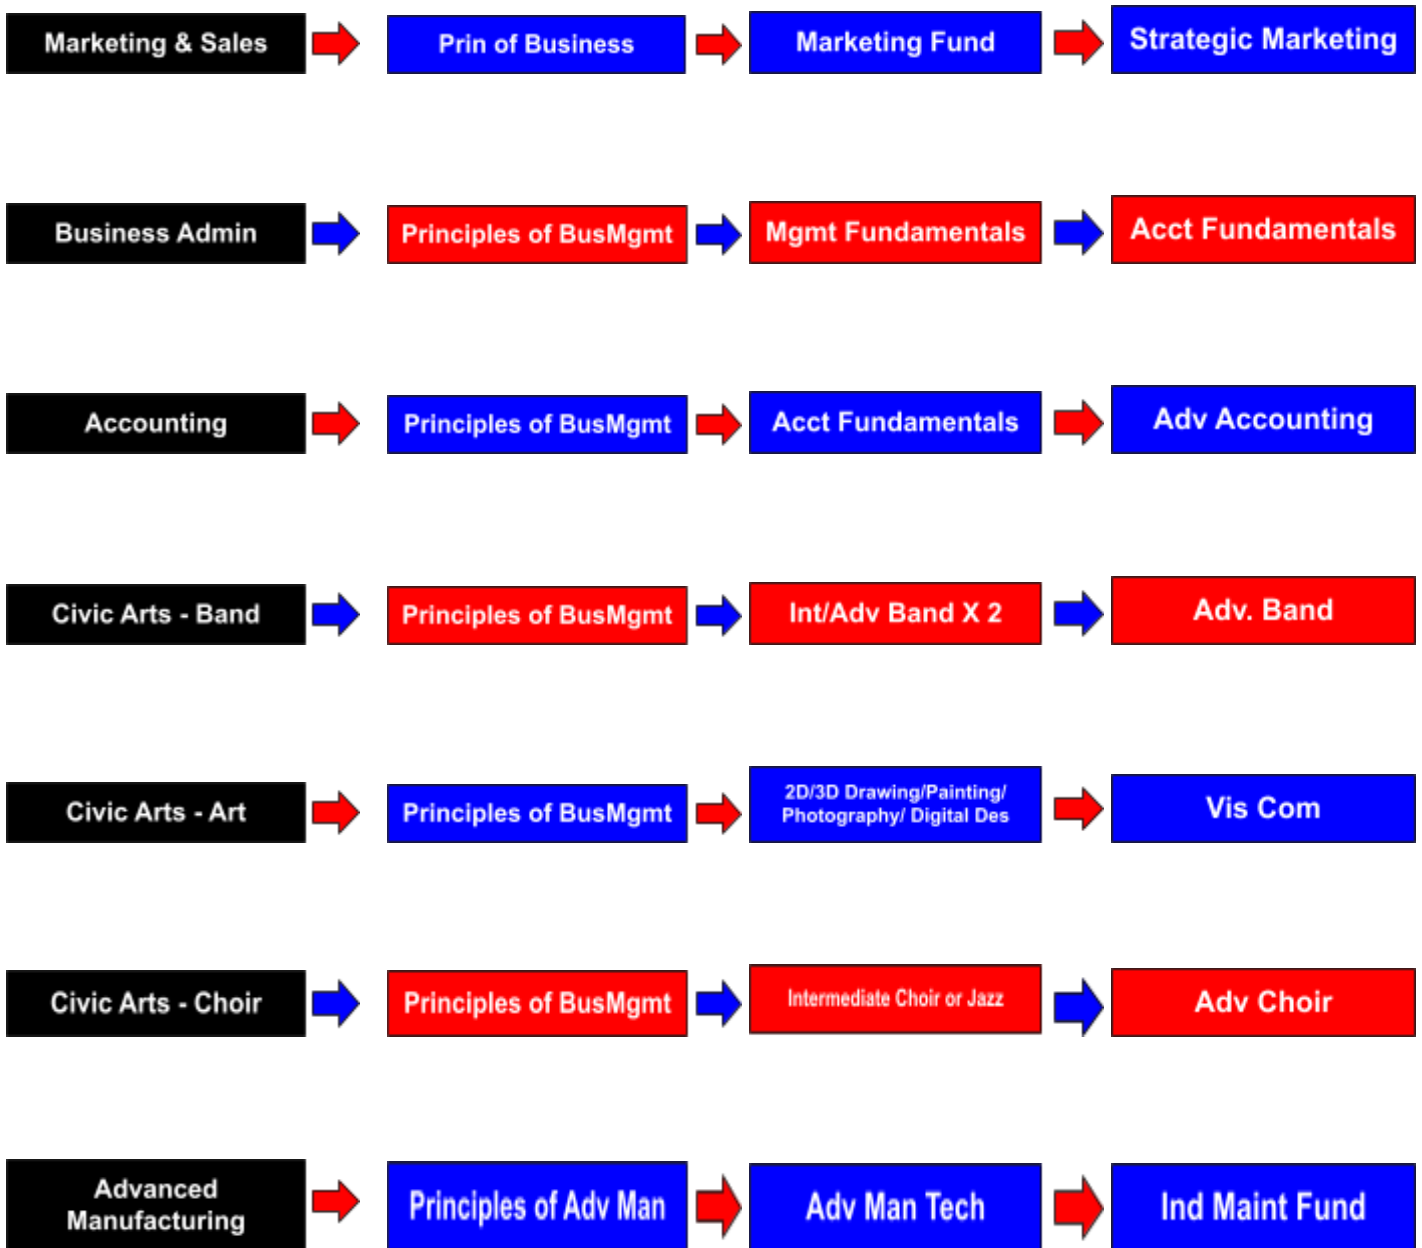 Marketing & Sales
Prin of Business
Marketing Fund
Strategic Marketing
Business Admin
Principles of BusMgmt
Mgmt Fundamentals
Acct Fundamentals
Accounting
Principles of BusMgmt
Acct Fundamentals
Adv Accounting
Civic Arts - Band
Principles of BusMgmt
Int/Adv Band X 2
Adv. Band
Civic Arts - Art
Principles of BusMgmt
2D/3D Drawing/Painting/
Photography/ Digital Des
Vis Com
Civic Arts - Choir
Principles of BusMgmt
Intermediate Choir or Jazz
Adv Choir
Advanced
Manufacturing
Principles of Adv Man
Adv Man Tech
Ind Maint Fund